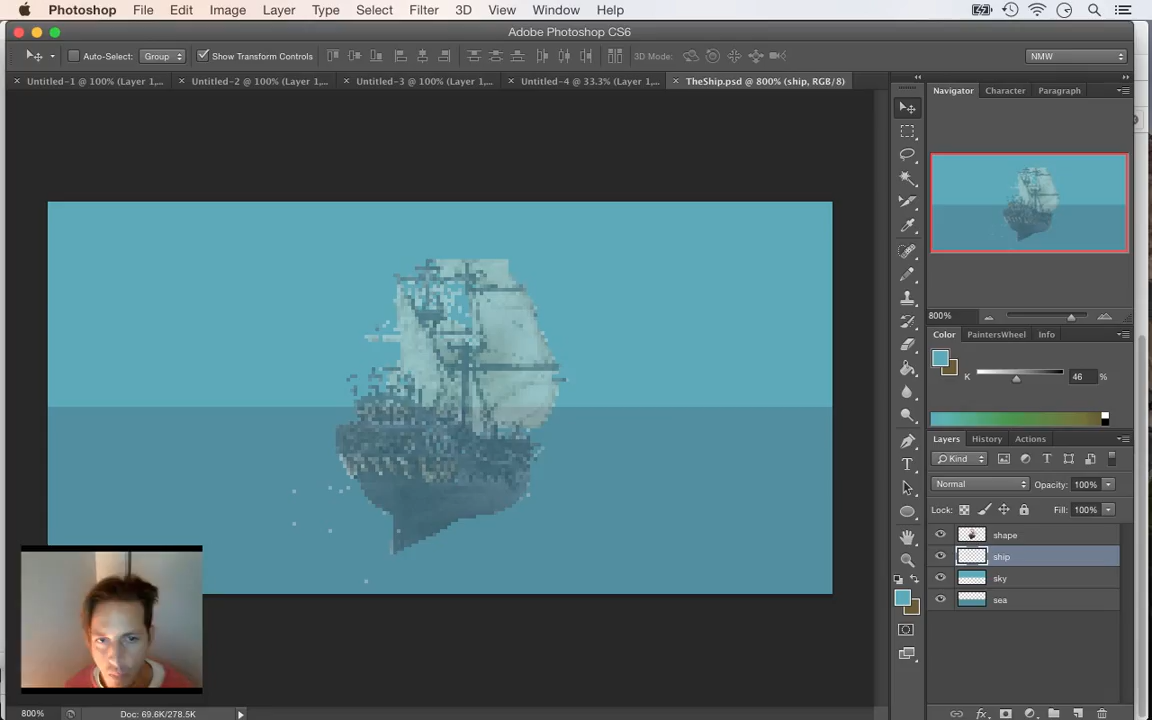 Photoshop File Edit Image Layer Type Select Filter 3D View Window Help
Adobe Photoshop CS6
Auto-Select: Group Show Transform Controls 3D Mode: NMW
Untitled-1 @ 100% (Layer 1,... Untitled-2 @ 100% (Layer 1,... Untitled-3 @ 100% (Layer 1,... Untitled-4 @ 33.3% (Layer 1,... TheShip.psd @ 800% (ship, RGB/8)
Navigator Character Paragraph
800%
Color PaintersWheel Info
K 46 %
Layers History Actions
Kind
Normal Opacity: 100%
Lock: Fill: 100%
shape
ship
sky
sea
800% Doc: 69.6K/278.5K